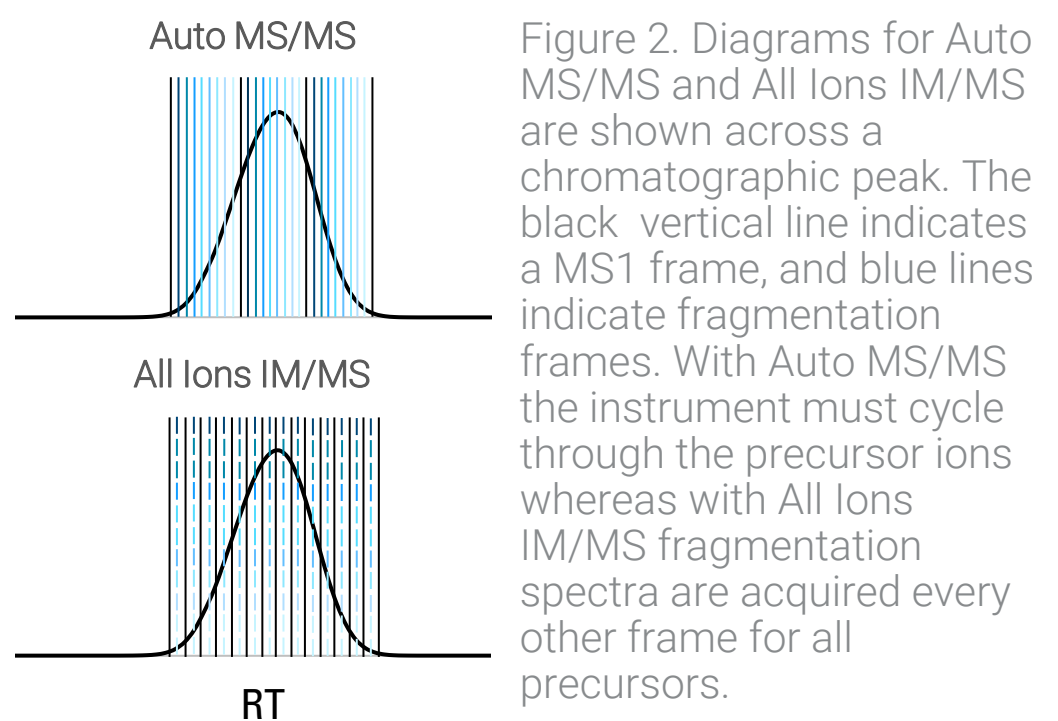 Auto MS/MS
All Ions IM/MS
RT
Figure 2. Diagrams for Auto
MS/MS and All Ions IM/MS
are shown across a
chromatographic peak. The
black  vertical line indicates
a MS1 frame, and blue lines
indicate fragmentation
frames. With Auto MS/MS
the instrument must cycle
through the precursor ions
whereas with All Ions
IM/MS fragmentation
spectra are acquired every
other frame for all
precursors.